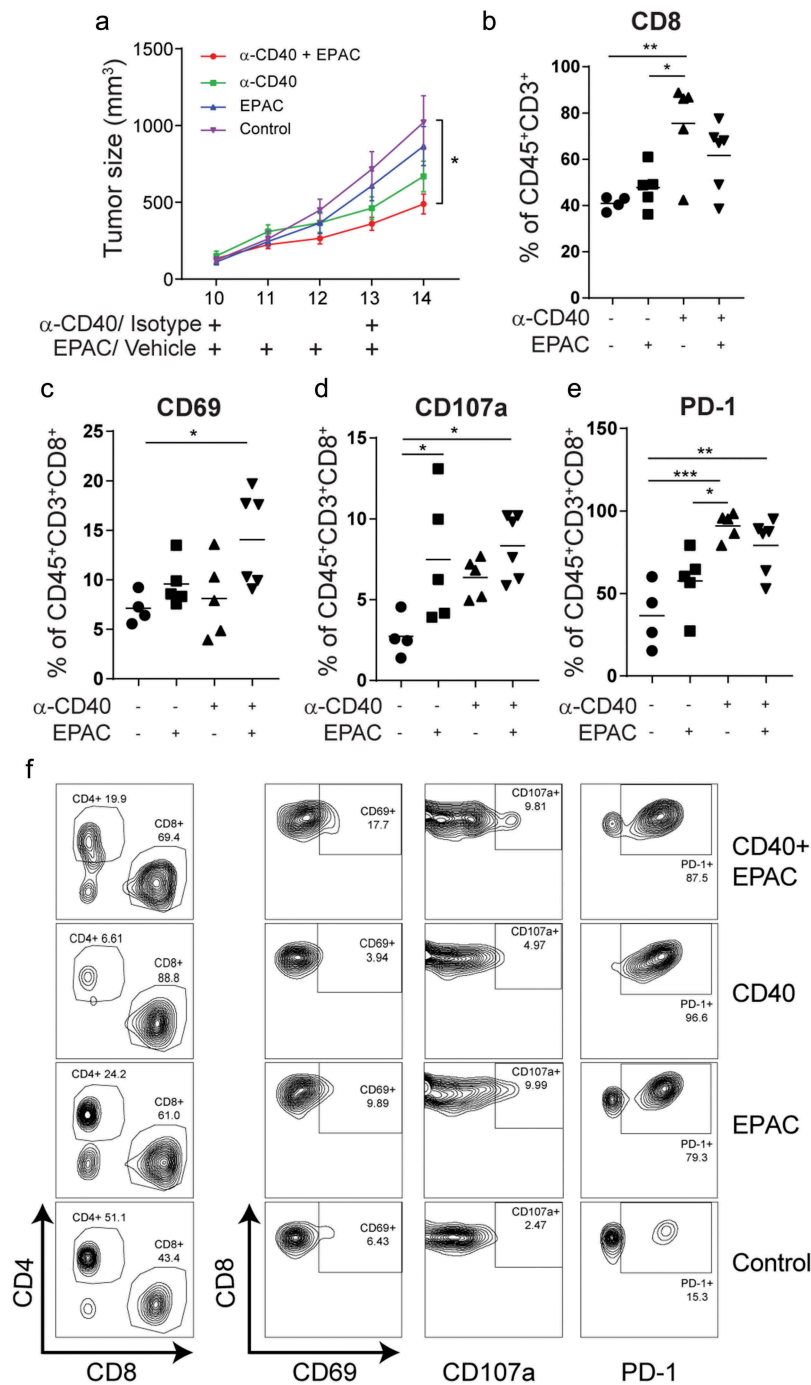 a
Tumor size (mm³)
1500
1000
500
0
α-CD40 + EPAC
α-CD40
EPAC
Control
*
10 11 12 13 14
α-CD40/ Isotype + +
EPAC/ Vehicle + + + +
b
CD8
% of CD45⁺CD3⁺
100
80
60
40
20
0
**
*
α-CD40 - - + +
EPAC - + - +
c
CD69
% of CD45⁺CD3⁺CD8⁺
25
20
15
10
5
0
*
α-CD40 - - + +
EPAC - + - +
d
CD107a
% of CD45⁺CD3⁺CD8⁺
15
10
5
0
*
*
- - + +
- + - +
e
PD-1
% of CD45⁺CD3⁺CD8⁺
150
100
50
0
**
***
*
- - + +
- + - +
f
CD4+ 19.9
CD8+
69.4
CD69+
17.7
CD107a+
9.81
PD-1+
87.5
CD40+
EPAC
CD4+ 6.61
CD8+
88.8
CD69+
3.94
CD107a+
4.97
PD-1+
96.6
CD40
CD4+ 24.2
CD8+
61.0
CD69+
9.89
CD107a+
9.99
PD-1+
79.3
EPAC
CD4+ 51.1
CD8+
43.4
CD69+
6.43
CD107a+
2.47
PD-1+
15.3
Control
CD4
CD8
CD8
CD69
CD107a
PD-1